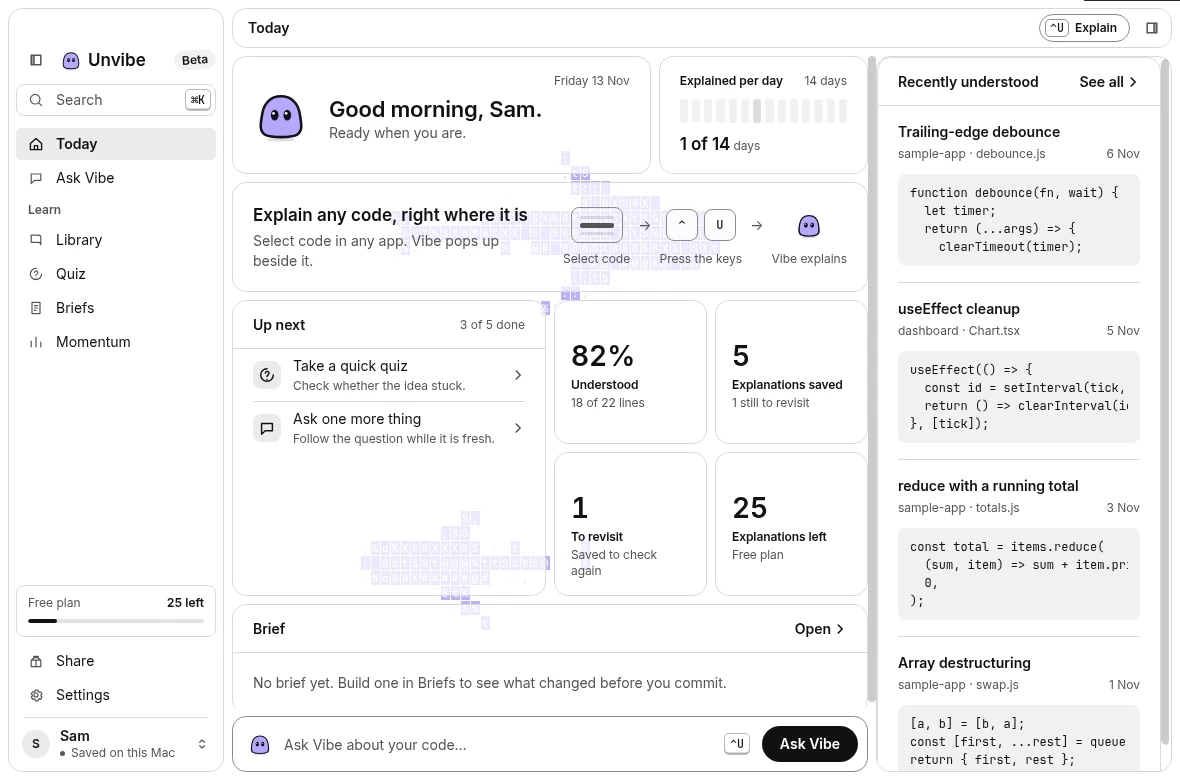 Unvibe
Beta
Search
⌘K
Today
Ask Vibe
Learn
Library
Quiz
Briefs
Momentum
Free plan
25 left
Share
Settings
S
Sam
Saved on this Mac
Today
^U
Explain
Friday 13 Nov
Good morning, Sam.
Ready when you are.
Explained per day
14 days
1 of 14 days
Explain any code, right where it is
Select code in any app. Vibe pops up
beside it.
Select code
→
^
U
Press the keys
→
Vibe explains
Up next
3 of 5 done
Take a quick quiz
Check whether the idea stuck.
Ask one more thing
Follow the question while it is fresh.
82%
Understood
18 of 22 lines
5
Explanations saved
1 still to revisit
1
To revisit
Saved to check
again
25
Explanations left
Free plan
Brief
Open
No brief yet. Build one in Briefs to see what changed before you commit.
Ask Vibe about your code...
^U
Ask Vibe
Recently understood
See all
Trailing-edge debounce
sample-app · debounce.js
6 Nov
function debounce(fn, wait) {
let timer;
return (...args) => {
clearTimeout(timer);
useEffect cleanup
dashboard · Chart.tsx
5 Nov
useEffect(() => {
const id = setInterval(tick,
return () => clearInterval(i
}, [tick]);
reduce with a running total
sample-app · totals.js
3 Nov
const total = items.reduce(
(sum, item) => sum + item.pr
0,
);
Array destructuring
sample-app · swap.js
1 Nov
[a, b] = [b, a];
const [first, ...rest] = queue
return { first, rest };